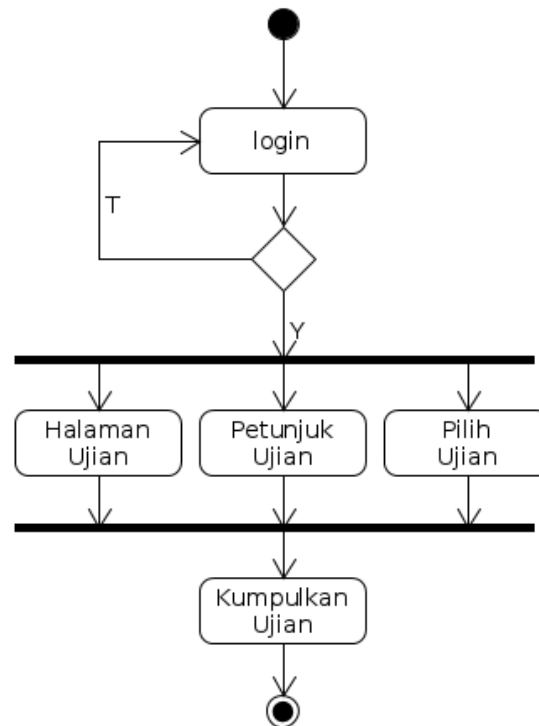 login
T
Y
Halaman
Ujian
Petunjuk
Ujian
Pilih
Ujian
Kumpulkan
Ujian